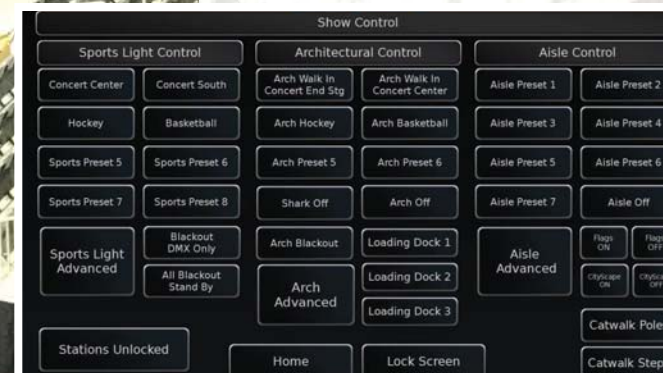 Show Control
Sports Light Control
Architectural Control
Aisle Control
Concert Center
Concert South
Arch Walk In
Concert End Stg
Arch Walk In
Concert Center
Aisle Preset 1
Aisle Preset 2
Hockey
Basketball
Arch Hockey
Arch Basketball
Aisle Preset 3
Aisle Preset 4
Sports Preset 5
Sports Preset 6
Arch Preset 5
Arch Preset 6
Aisle Preset 5
Aisle Preset 6
Sports Preset 7
Sports Preset 8
Shark Off
Arch Off
Aisle Preset 7
Aisle Off
Sports Light
Advanced
Blackout
DMX Only
All Blackout
Stand By
Arch Blackout
Arch
Advanced
Loading Dock 1
Loading Dock 2
Loading Dock 3
Aisle
Advanced
Flags
ON
Flags
OFF
CityScape
ON
CitySca
OFF
Catwalk Pole
Catwalk Step
Stations Unlocked
Home
Lock Screen